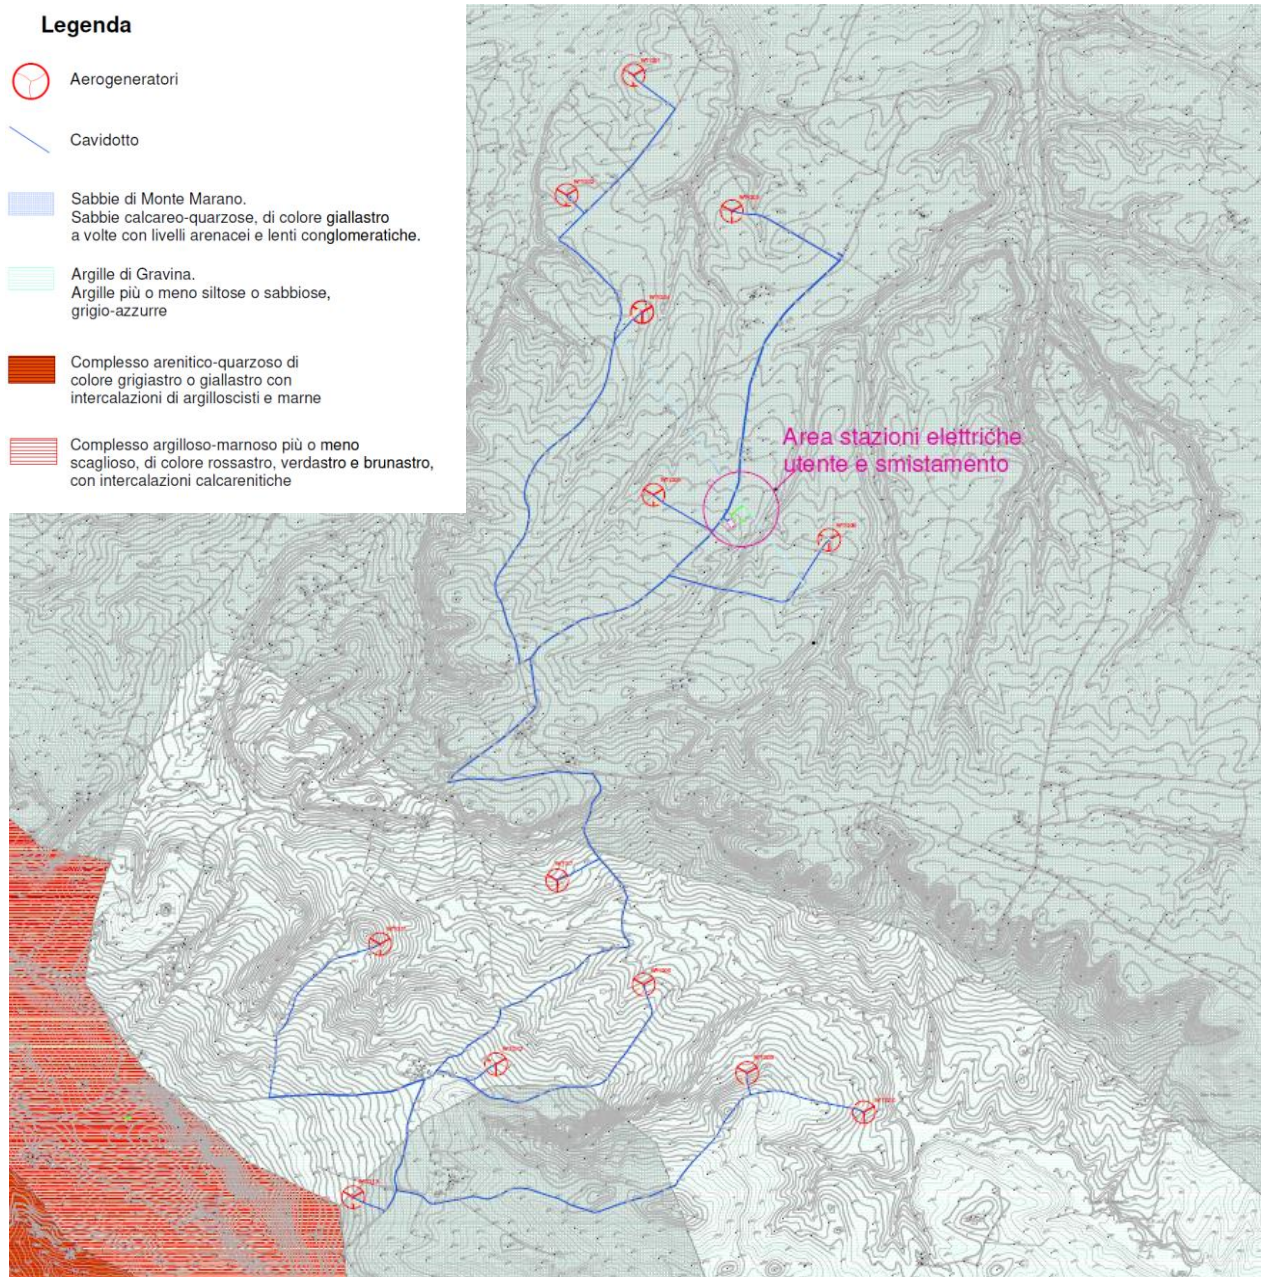 Legenda
Aerogeneratori
Cavidotto
Sabbie di Monte Marano.
Sabbie calcareo-quarzose, di colore giallastro
a volte con livelli arenacei e lenti conglomeratiche.
Argille di Gravina.
Argille più o meno siltose o sabbiose,
grigio-azzurre
Complesso arenitico-quarzoso di
colore grigiastro o giallastro con
intercalazioni di argilloscisti e marne
Complesso argilloso-marnoso più o meno
scaglioso, di colore rossastro, verdastro e brunastro,
con intercalazioni calcarenitiche
Area stazioni elettriche
utente e smistamento